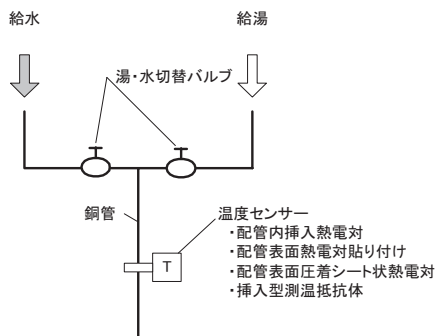 給水
給湯
湯・水切替バルブ
銅管
温度センサー
・配管内挿入熱電対
・配管表面熱電対貼り付け
・配管表面圧着シート状熱電対
・挿入型測温抵抗体
T